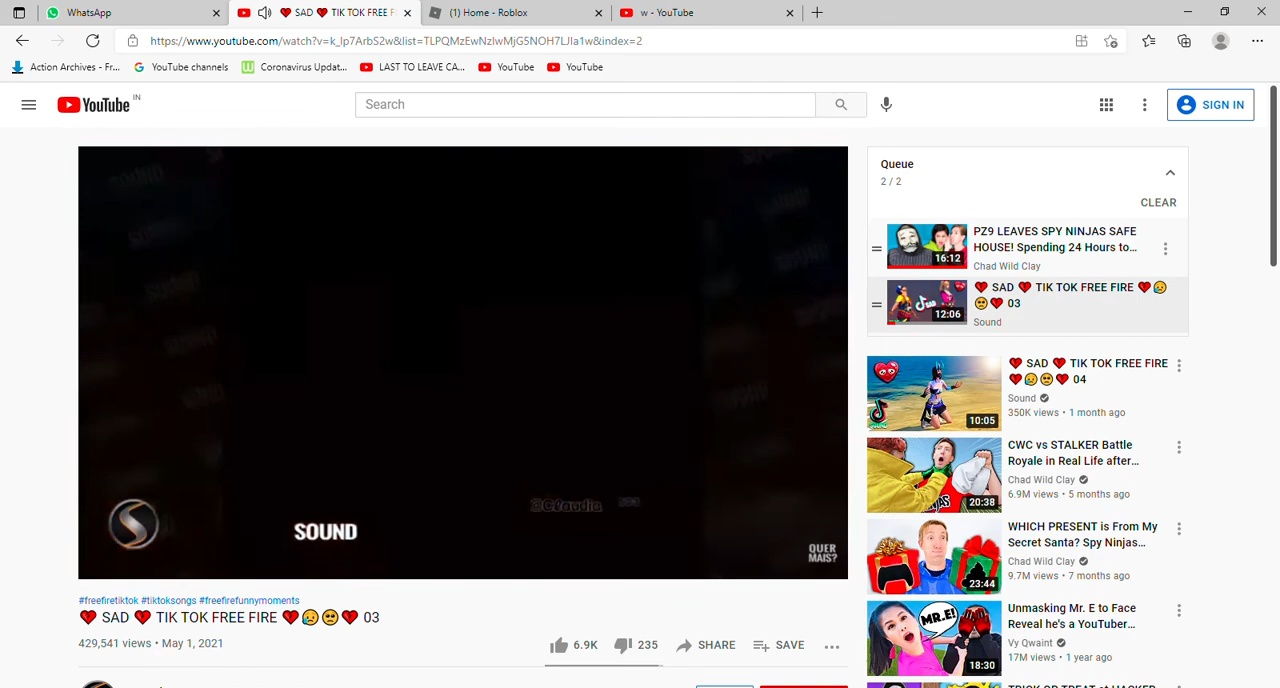 WhatsApp
❤ SAD ❤ TIK TOK FREE F
(1) Home - Roblox
w - YouTube
https://www.youtube.com/watch?v=k_lp7ArbS2w&list=TLPQMzEwNzIwMjG5NOH7LJIa1w&index=2
Action Archives - Fr...
YouTube channels
Coronavirus Updat...
LAST TO LEAVE CA...
YouTube
YouTube
YouTube IN
Search
SIGN IN
SOUND
QUER
MAIS?
#freefiretiktok #tiktoksongs #freefirefunnymoments
💔 SAD 💔 TIK TOK FREE FIRE 💔😥🥺💔 03
429,541 views • May 1, 2021
6.9K
235
SHARE
SAVE
Queue
2 / 2
CLEAR
16:12
PZ9 LEAVES SPY NINJAS SAFE
HOUSE! Spending 24 Hours to...
Chad Wild Clay
12:06
💔 SAD 💔 TIK TOK FREE FIRE 💔😥
🥺💔 03
Sound
10:05
💔 SAD 💔 TIK TOK FREE FIRE
💔😥🥺💔 04
Sound
350K views • 1 month ago
20:38
CWC vs STALKER Battle
Royale in Real Life after...
Chad Wild Clay
6.9M views • 5 months ago
23:44
WHICH PRESENT is From My
Secret Santa? Spy Ninjas...
Chad Wild Clay
9.7M views • 7 months ago
MR.E!
18:30
Unmasking Mr. E to Face
Reveal he's a YouTuber...
Vy Qwaint
17M views • 1 year ago
TRICK OR TREAT at HACKER